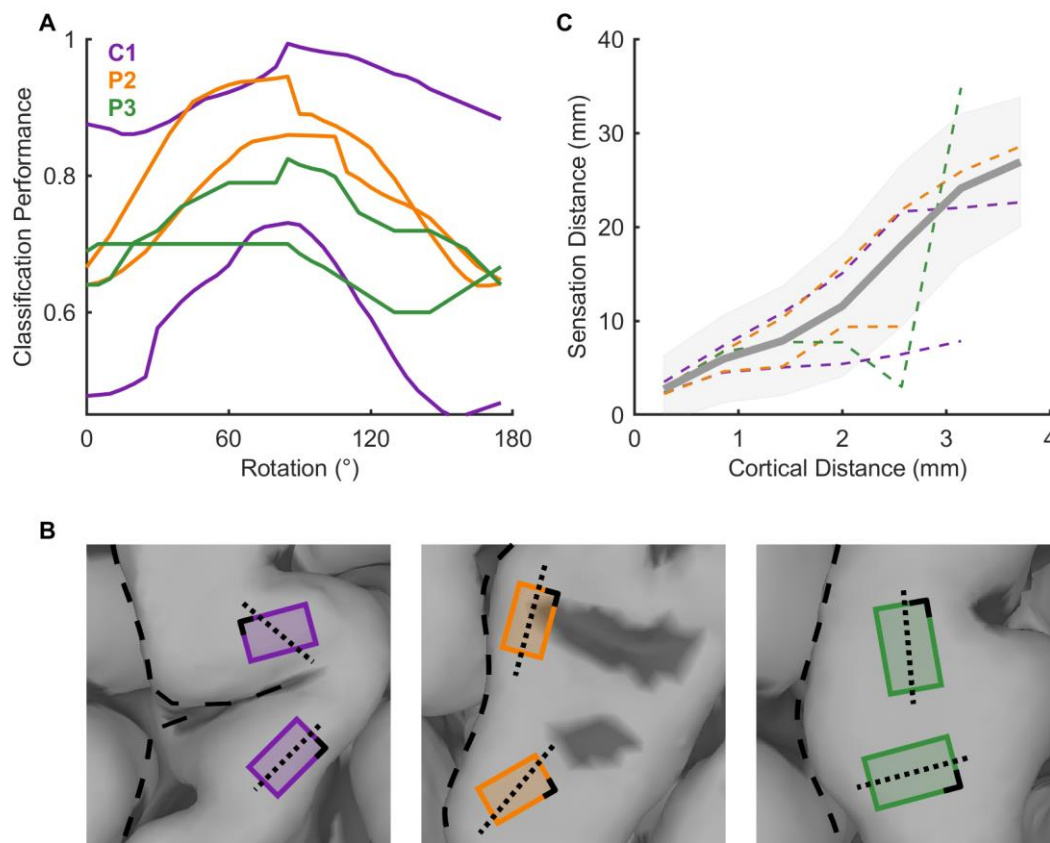 A
C1
P2
P3
1
0.8
0.6
Classification Performance
0
60
120
180
Rotation (°)
C
40
30
20
10
0
Sensation Distance (mm)
0
1
2
3
4
Cortical Distance (mm)
B